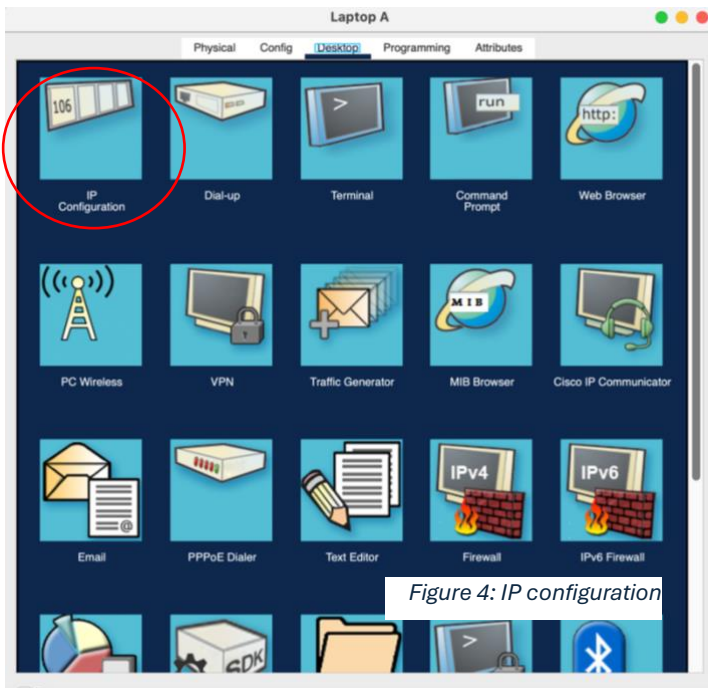 Laptop A
Physical Config Desktop Programming Attributes
106
>
run
http:
IP
Configuration
Dial-up
Terminal
Command
Prompt
Web Browser
MIB
PC Wireless
VPN
Traffic Generator
MIB Browser
Cisco IP Communicator
@
IPv4
IPv6
Email
PPPoE Dialer
Text Editor
Firewall
IPv6 Firewall
Figure 4: IP configuration
SDK
>